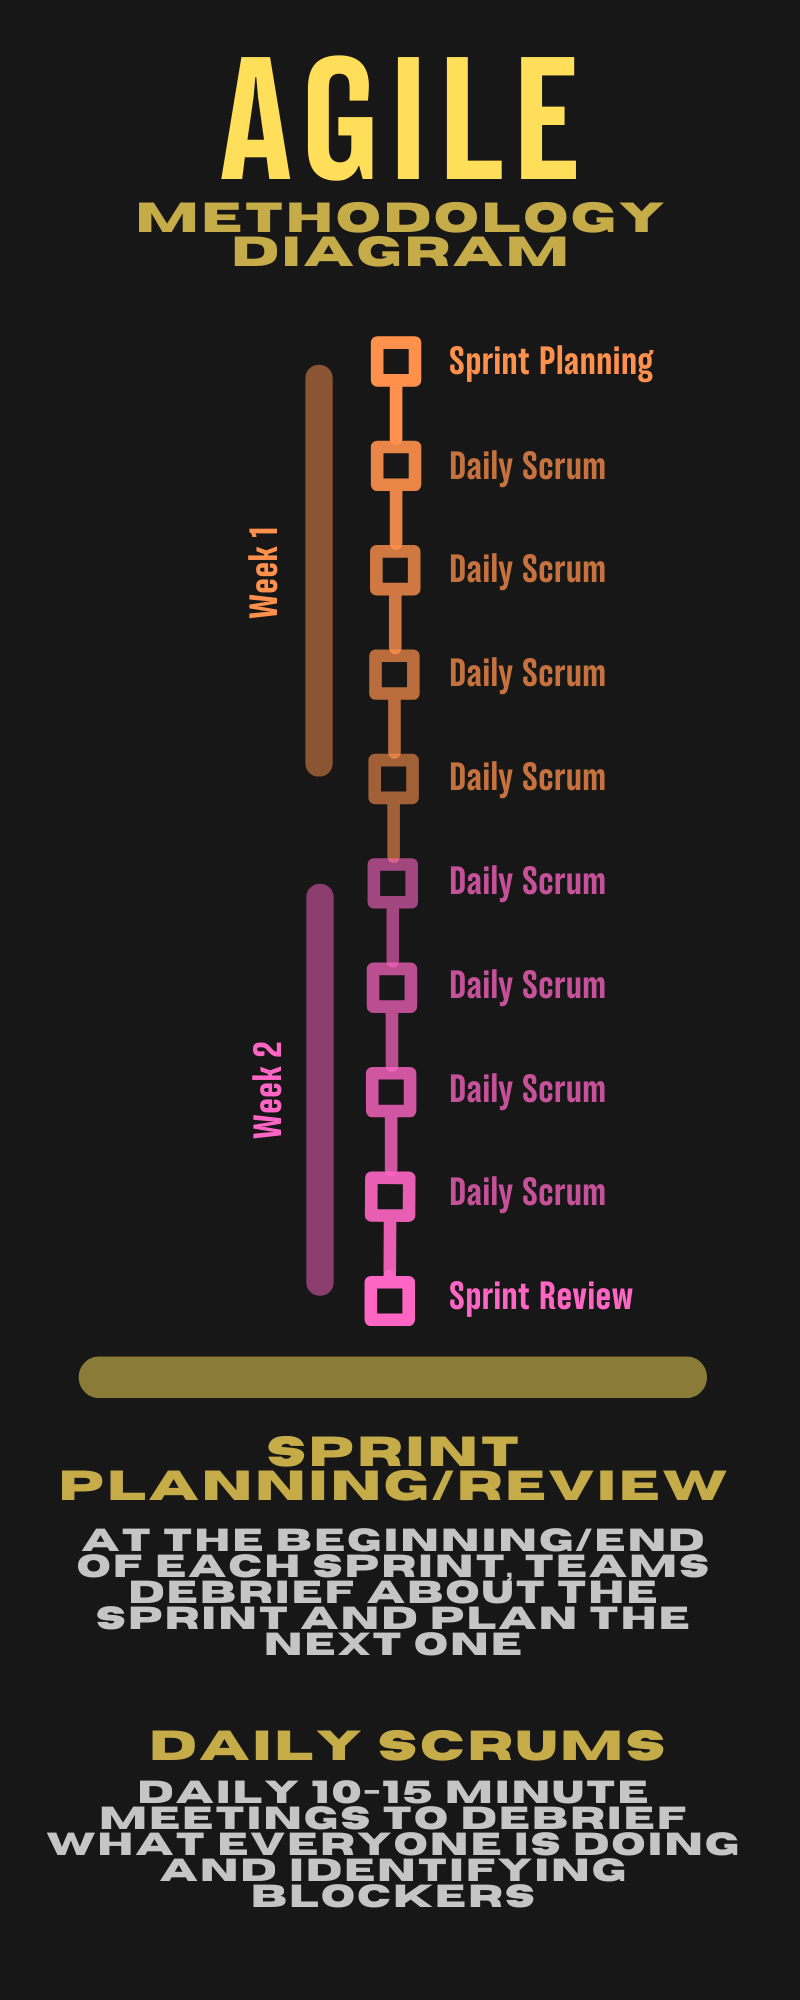 AGILE
METHODOLOGY
DIAGRAM
Sprint Planning
Daily Scrum
Week 1
Daily Scrum
Daily Scrum
Daily Scrum
Daily Scrum
Daily Scrum
Week 2
Daily Scrum
Daily Scrum
Sprint Review
SPRINT
PLANNING/REVIEW
AT THE BEGINNING/END
OF EACH SPRINT, TEAMS
DEBRIEF ABOUT THE
SPRINT AND PLAN THE
NEXT ONE
DAILY SCRUMS
DAILY 10-15 MINUTE
MEETINGS TO DEBRIEF
WHAT EVERYONE IS DOING
AND IDENTIFYING
BLOCKERS